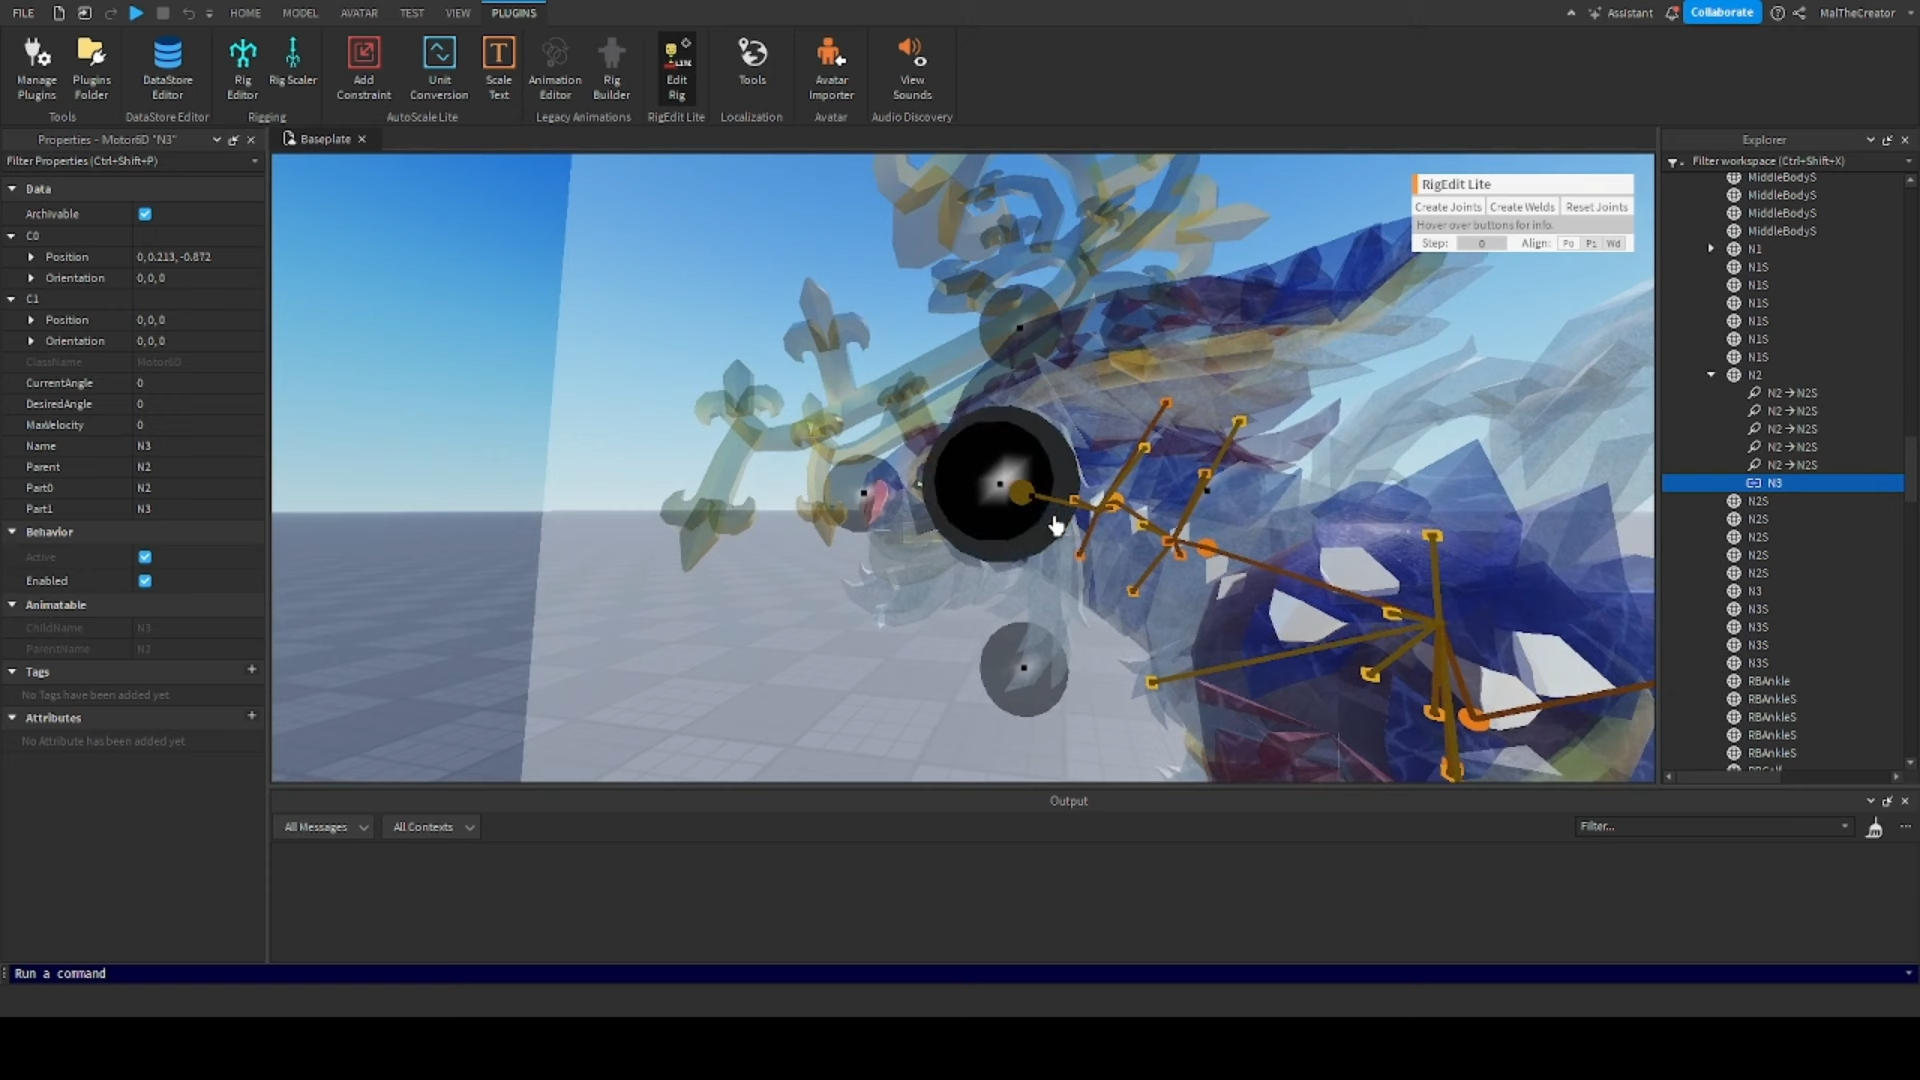 FILE
HOME
MODEL
AVATAR
TEST
VIEW
PLUGINS
Assistant
Collaborate
MalTheCreator
Manage Plugins
Plugins Folder
DataStore Editor
Rig Editor
Rig Scaler
Add Constraint
Unit Conversion
Scale Text
Animation Editor
Rig Builder
Edit Rig
Tools
Avatar Importer
View Sounds
Tools
DataStore Editor
Rigging
AutoScale Lite
Legacy Animations
RigEdit Lite
Localization
Avatar
Audio Discovery
Properties - Motor6D "N3"
Filter Properties (Ctrl+Shift+P)
Data
Archivable
C0
Position 0,0.213,-0.872
Orientation 0,0,0
C1
Position 0,0,0
Orientation 0,0,0
ClassName Motor6D
CurrentAngle 0
DesiredAngle 0
MaxVelocity 0
Name N3
Parent N2
Part0 N2
Part1 N3
Behavior
Active
Enabled
Animatable
ChildName N3
ParentName N2
Tags
No Tags have been added yet
Attributes
No Attribute has been added yet
Baseplate
RigEdit Lite
Create Joints Create Welds Reset Joints
Hover over buttons for info.
Step: 0 Align: P0 P1 Wd
Explorer
Filter workspace (Ctrl+Shift+X)
MiddleBodyS
MiddleBodyS
MiddleBodyS
MiddleBodyS
N1
N1S
N1S
N1S
N1S
N1S
N1S
N2
N2→N2S
N2→N2S
N2→N2S
N2→N2S
N2→N2S
N3
N2S
N2S
N2S
N2S
N2S
N3
N3S
N3S
N3S
N3S
RBAnkle
RBAnkleS
RBAnkleS
RBAnkleS
RBAnkleS
Output
All Messages
All Contexts
Filter...
Run a command